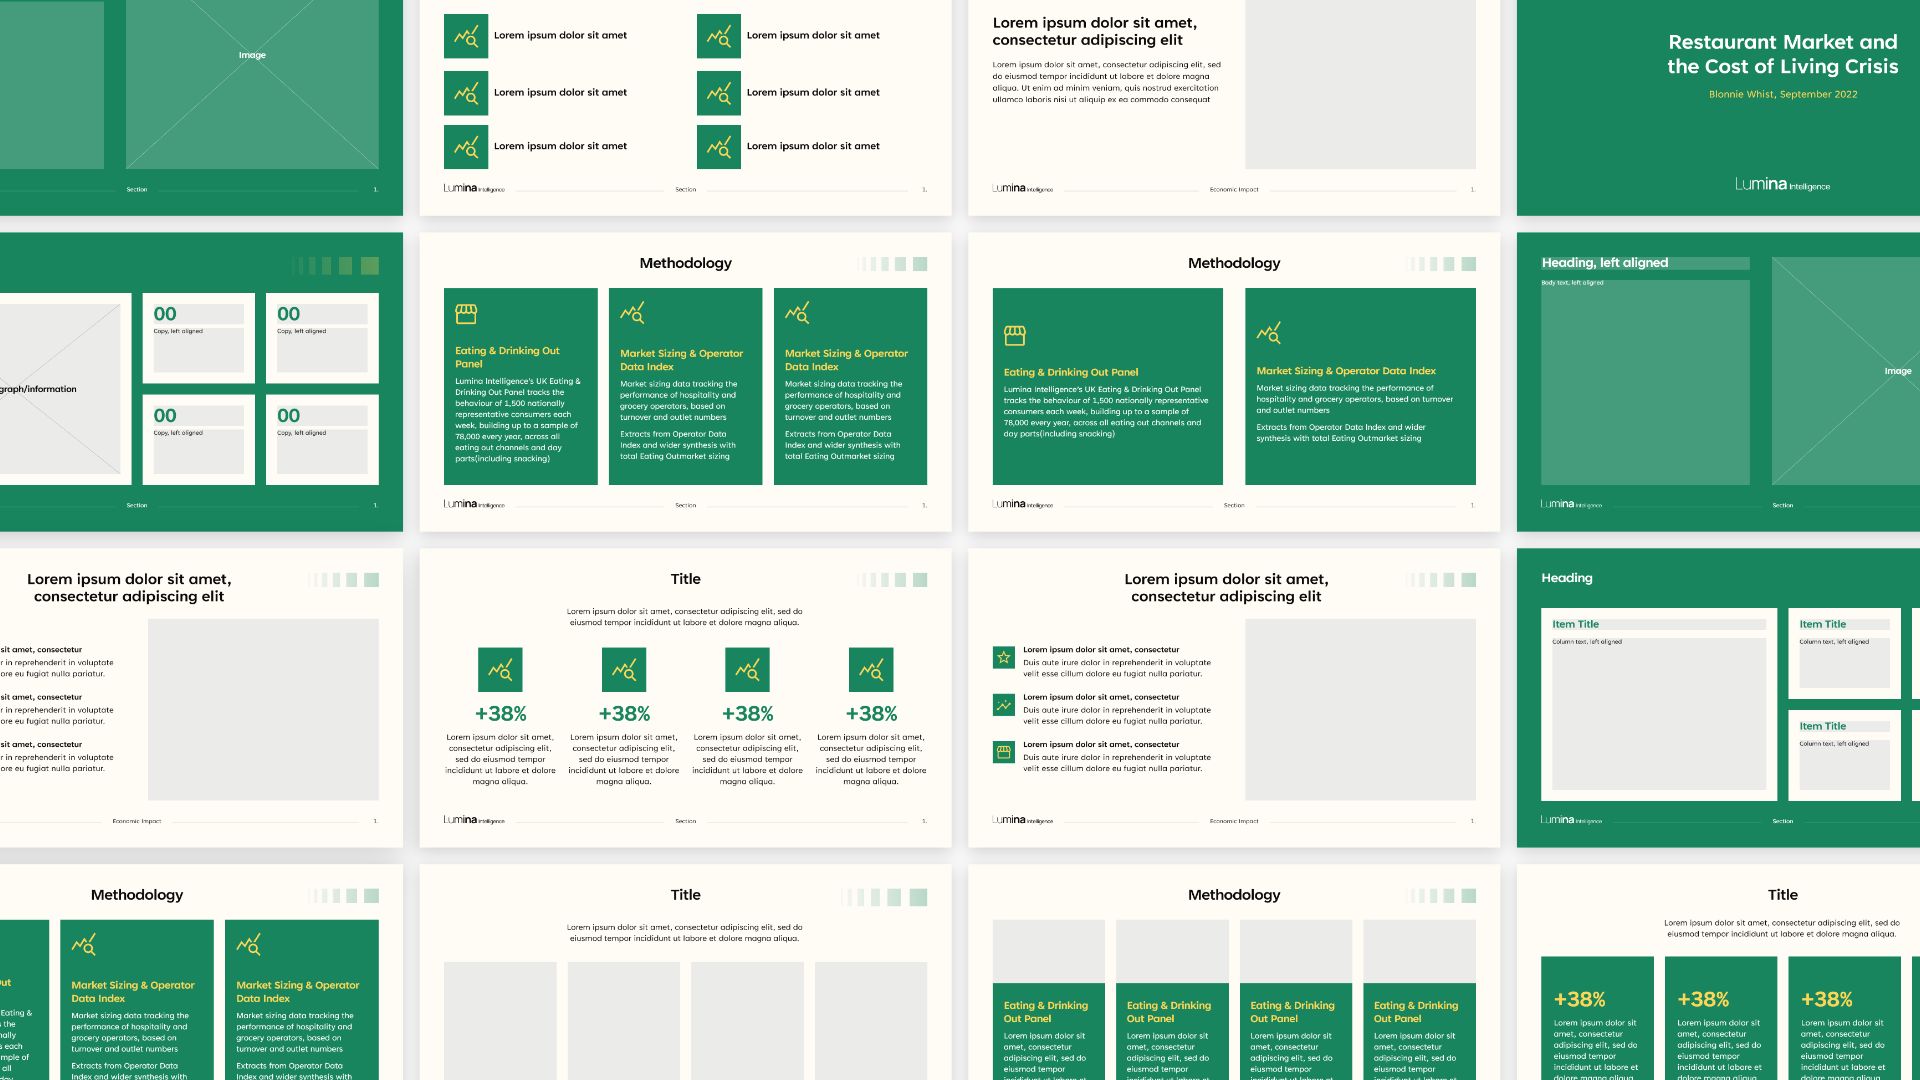 Image
Section
1.
Lorem ipsum dolor sit amet
Lorem ipsum dolor sit amet
Lorem ipsum dolor sit amet
Lorem ipsum dolor sit amet
Lorem ipsum dolor sit amet
Lorem ipsum dolor sit amet
Lumina Intelligence
Section
1.
Lorem ipsum dolor sit amet,
consectetur adipiscing elit
Lorem ipsum dolor sit amet, consectetur adipiscing elit, sed
do eiusmod tempor incididunt ut labore et dolore magna
aliqua. Ut enim ad minim veniam, quis nostrud exercitation
ullamco laboris nisi ut aliquip ex ea commodo consequat
Lumina Intelligence
Economic Impact
1.
Restaurant Market and
the Cost of Living Crisis
Blonnie Whist, September 2022
Lumina Intelligence
graph/information
00
Copy, left aligned
00
Copy, left aligned
00
Copy, left aligned
00
Copy, left aligned
Section
1.
Methodology
Eating & Drinking Out
Panel
Lumina Intelligence's UK Eating &
Drinking Out Panel tracks the
behaviour of 1,500 nationally
representative consumers each
week, building up to a sample of
78,000 every year, across all
eating out channels and day
parts(including snacking)
Market Sizing & Operator
Data Index
Market sizing data tracking the
performance of hospitality and
grocery operators, based on
turnover and outlet numbers
Extracts from Operator Data
Index and wider synthesis with
total Eating Outmarket sizing
Market Sizing & Operator
Data Index
Market sizing data tracking the
performance of hospitality and
grocery operators, based on
turnover and outlet numbers
Extracts from Operator Data
Index and wider synthesis with
total Eating Outmarket sizing
Lumina Intelligence
Section
1.
Methodology
Eating & Drinking Out Panel
Lumina Intelligence's UK Eating & Drinking Out Panel
tracks the behaviour of 1,500 nationally representative
consumers each week, building up to a sample of
78,000 every year, across all eating out channels and
day parts(including snacking)
Market Sizing & Operator Data Index
Market sizing data tracking the performance of
hospitality and grocery operators, based on turnover
and outlet numbers
Extracts from Operator Data Index and wider
synthesis with total Eating Outmarket sizing
Lumina Intelligence
Section
1.
Heading, left aligned
Body text, left aligned
Image
Lumina Intelligence
Section
Lorem ipsum dolor sit amet,
consectetur adipiscing elit
sit amet, consectetur
r in reprehenderit in voluptate
ore eu fugiat nulla pariatur.
sit amet, consectetur
r in reprehenderit in voluptate
ore eu fugiat nulla pariatur.
sit amet, consectetur
r in reprehenderit in voluptate
ore eu fugiat nulla pariatur.
Economic Impact
1.
Title
Lorem ipsum dolor sit amet, consectetur adipiscing elit, sed do
eiusmod tempor incididunt ut labore et dolore magna aliqua.
+38%
Lorem ipsum dolor sit amet,
consectetur adipiscing elit,
sed do eiusmod tempor
incididunt ut labore et dolore
magna aliqua.
+38%
Lorem ipsum dolor sit amet,
consectetur adipiscing elit,
sed do eiusmod tempor
incididunt ut labore et dolore
magna aliqua.
+38%
Lorem ipsum dolor sit amet,
consectetur adipiscing elit,
sed do eiusmod tempor
incididunt ut labore et dolore
magna aliqua.
+38%
Lorem ipsum dolor sit amet,
consectetur adipiscing elit,
sed do eiusmod tempor
incididunt ut labore et dolore
magna aliqua.
Lumina Intelligence
Section
1.
Lorem ipsum dolor sit amet,
consectetur adipiscing elit
Lorem ipsum dolor sit amet, consectetur
Duis aute irure dolor in reprehenderit in voluptate
velit esse cillum dolore eu fugiat nulla pariatur.
Lorem ipsum dolor sit amet, consectetur
Duis aute irure dolor in reprehenderit in voluptate
velit esse cillum dolore eu fugiat nulla pariatur.
Lorem ipsum dolor sit amet, consectetur
Duis aute irure dolor in reprehenderit in voluptate
velit esse cillum dolore eu fugiat nulla pariatur.
Lumina Intelligence
Economic Impact
1.
Heading
Item Title
Column text, left aligned
Item Title
Column text, left aligned
Item Title
Column text, left aligned
Lumina Intelligence
Section
Methodology
Out
Eating &
s the
nally
s each
mple of
all
day
Market Sizing & Operator
Data Index
Market sizing data tracking the
performance of hospitality and
grocery operators, based on
turnover and outlet numbers
Extracts from Operator Data
Index and wider synthesis with
Market Sizing & Operator
Data Index
Market sizing data tracking the
performance of hospitality and
grocery operators, based on
turnover and outlet numbers
Extracts from Operator Data
Index and wider synthesis with
Title
Lorem ipsum dolor sit amet, consectetur adipiscing elit, sed do
eiusmod tempor incididunt ut labore et dolore magna aliqua.
Methodology
Eating & Drinking
Out Panel
Lorem ipsum dolor sit
amet, consectetur
adipiscing elit, sed do
eiusmod tempor
incididunt ut labore et
Eating & Drinking
Out Panel
Lorem ipsum dolor sit
amet, consectetur
adipiscing elit, sed do
eiusmod tempor
incididunt ut labore et
Eating & Drinking
Out Panel
Lorem ipsum dolor sit
amet, consectetur
adipiscing elit, sed do
eiusmod tempor
incididunt ut labore et
Eating & Drinking
Out Panel
Lorem ipsum dolor sit
amet, consectetur
adipiscing elit, sed do
eiusmod tempor
incididunt ut labore et
Title
Lorem ipsum dolor sit amet, consectetur adipiscing elit, sed do
eiusmod tempor incididunt ut labore et dolore magna aliqua.
+38%
Lorem ipsum dolor sit
amet, consectetur
adipiscing elit, sed do
eiusmod tempor
incididunt ut labore et
dolore magna aliqua.
+38%
Lorem ipsum dolor sit
amet, consectetur
adipiscing elit, sed do
eiusmod tempor
incididunt ut labore et
dolore magna aliqua.
+38%
Lorem ipsum dolor sit
amet, consectetur
adipiscing elit, sed do
eiusmod tempor
incididunt ut labore et
dolore magna aliqua.